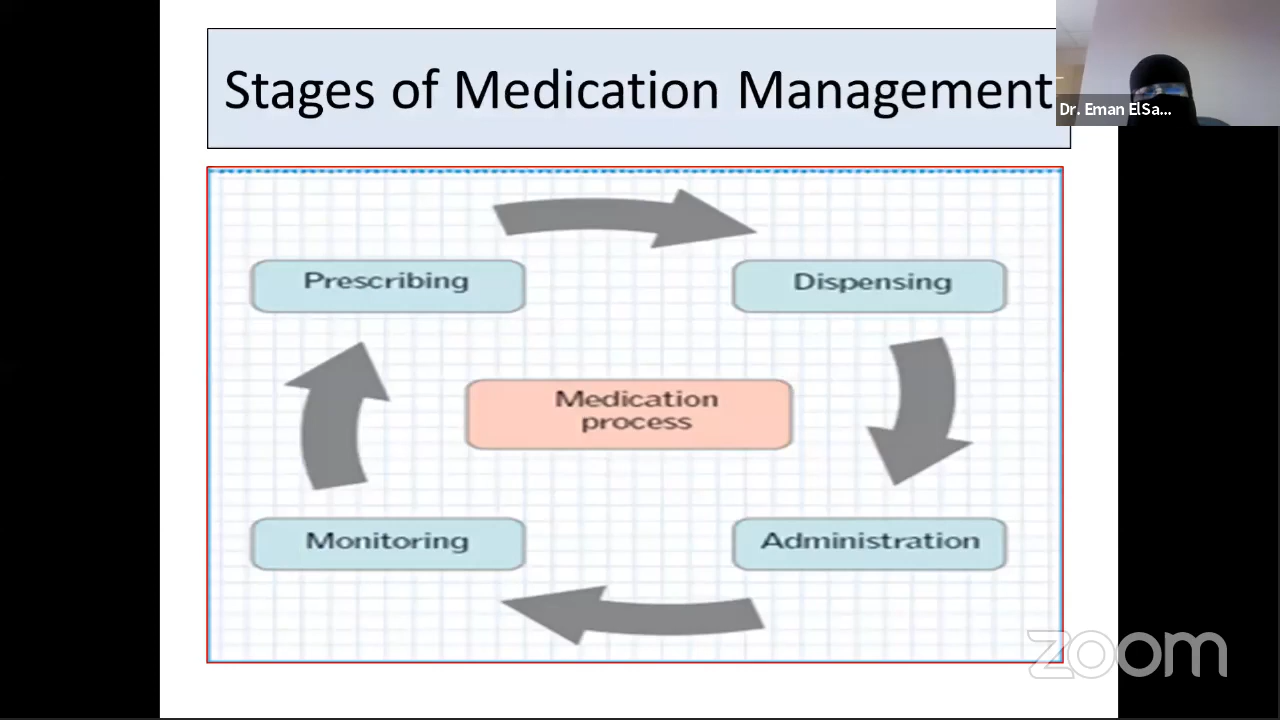 Stages of Medication Management
Dr. Eman ElSa...
Prescribing
Dispensing
Medication
process
Monitoring
Administration
zoom